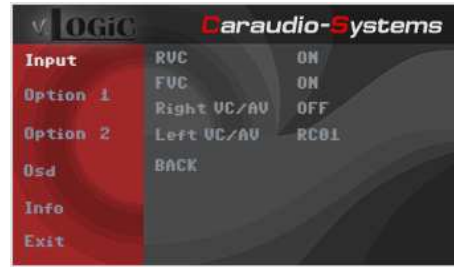 v.LOGiC Caraudio-Systems
Input
Option 1
Option 2
Osd
Info
Exit
RVC ON
FVC ON
Right VC/AV OFF
Left VC/AV RC01
BACK